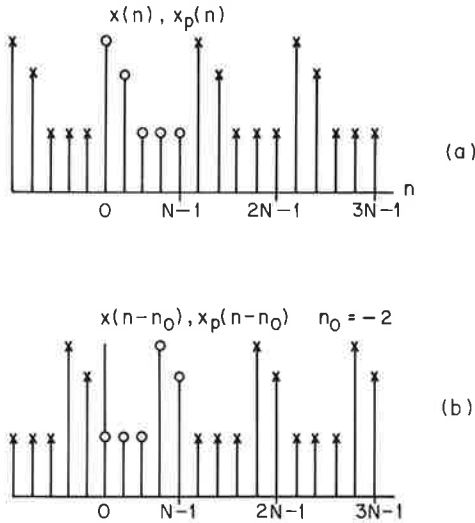 x(n), xp(n)
(a)
n
0 N-1 2N-1 3N-1
x(n-n0), xp(n-n0) n0 = -2
(b)
0 N-1 2N-1 3N-1